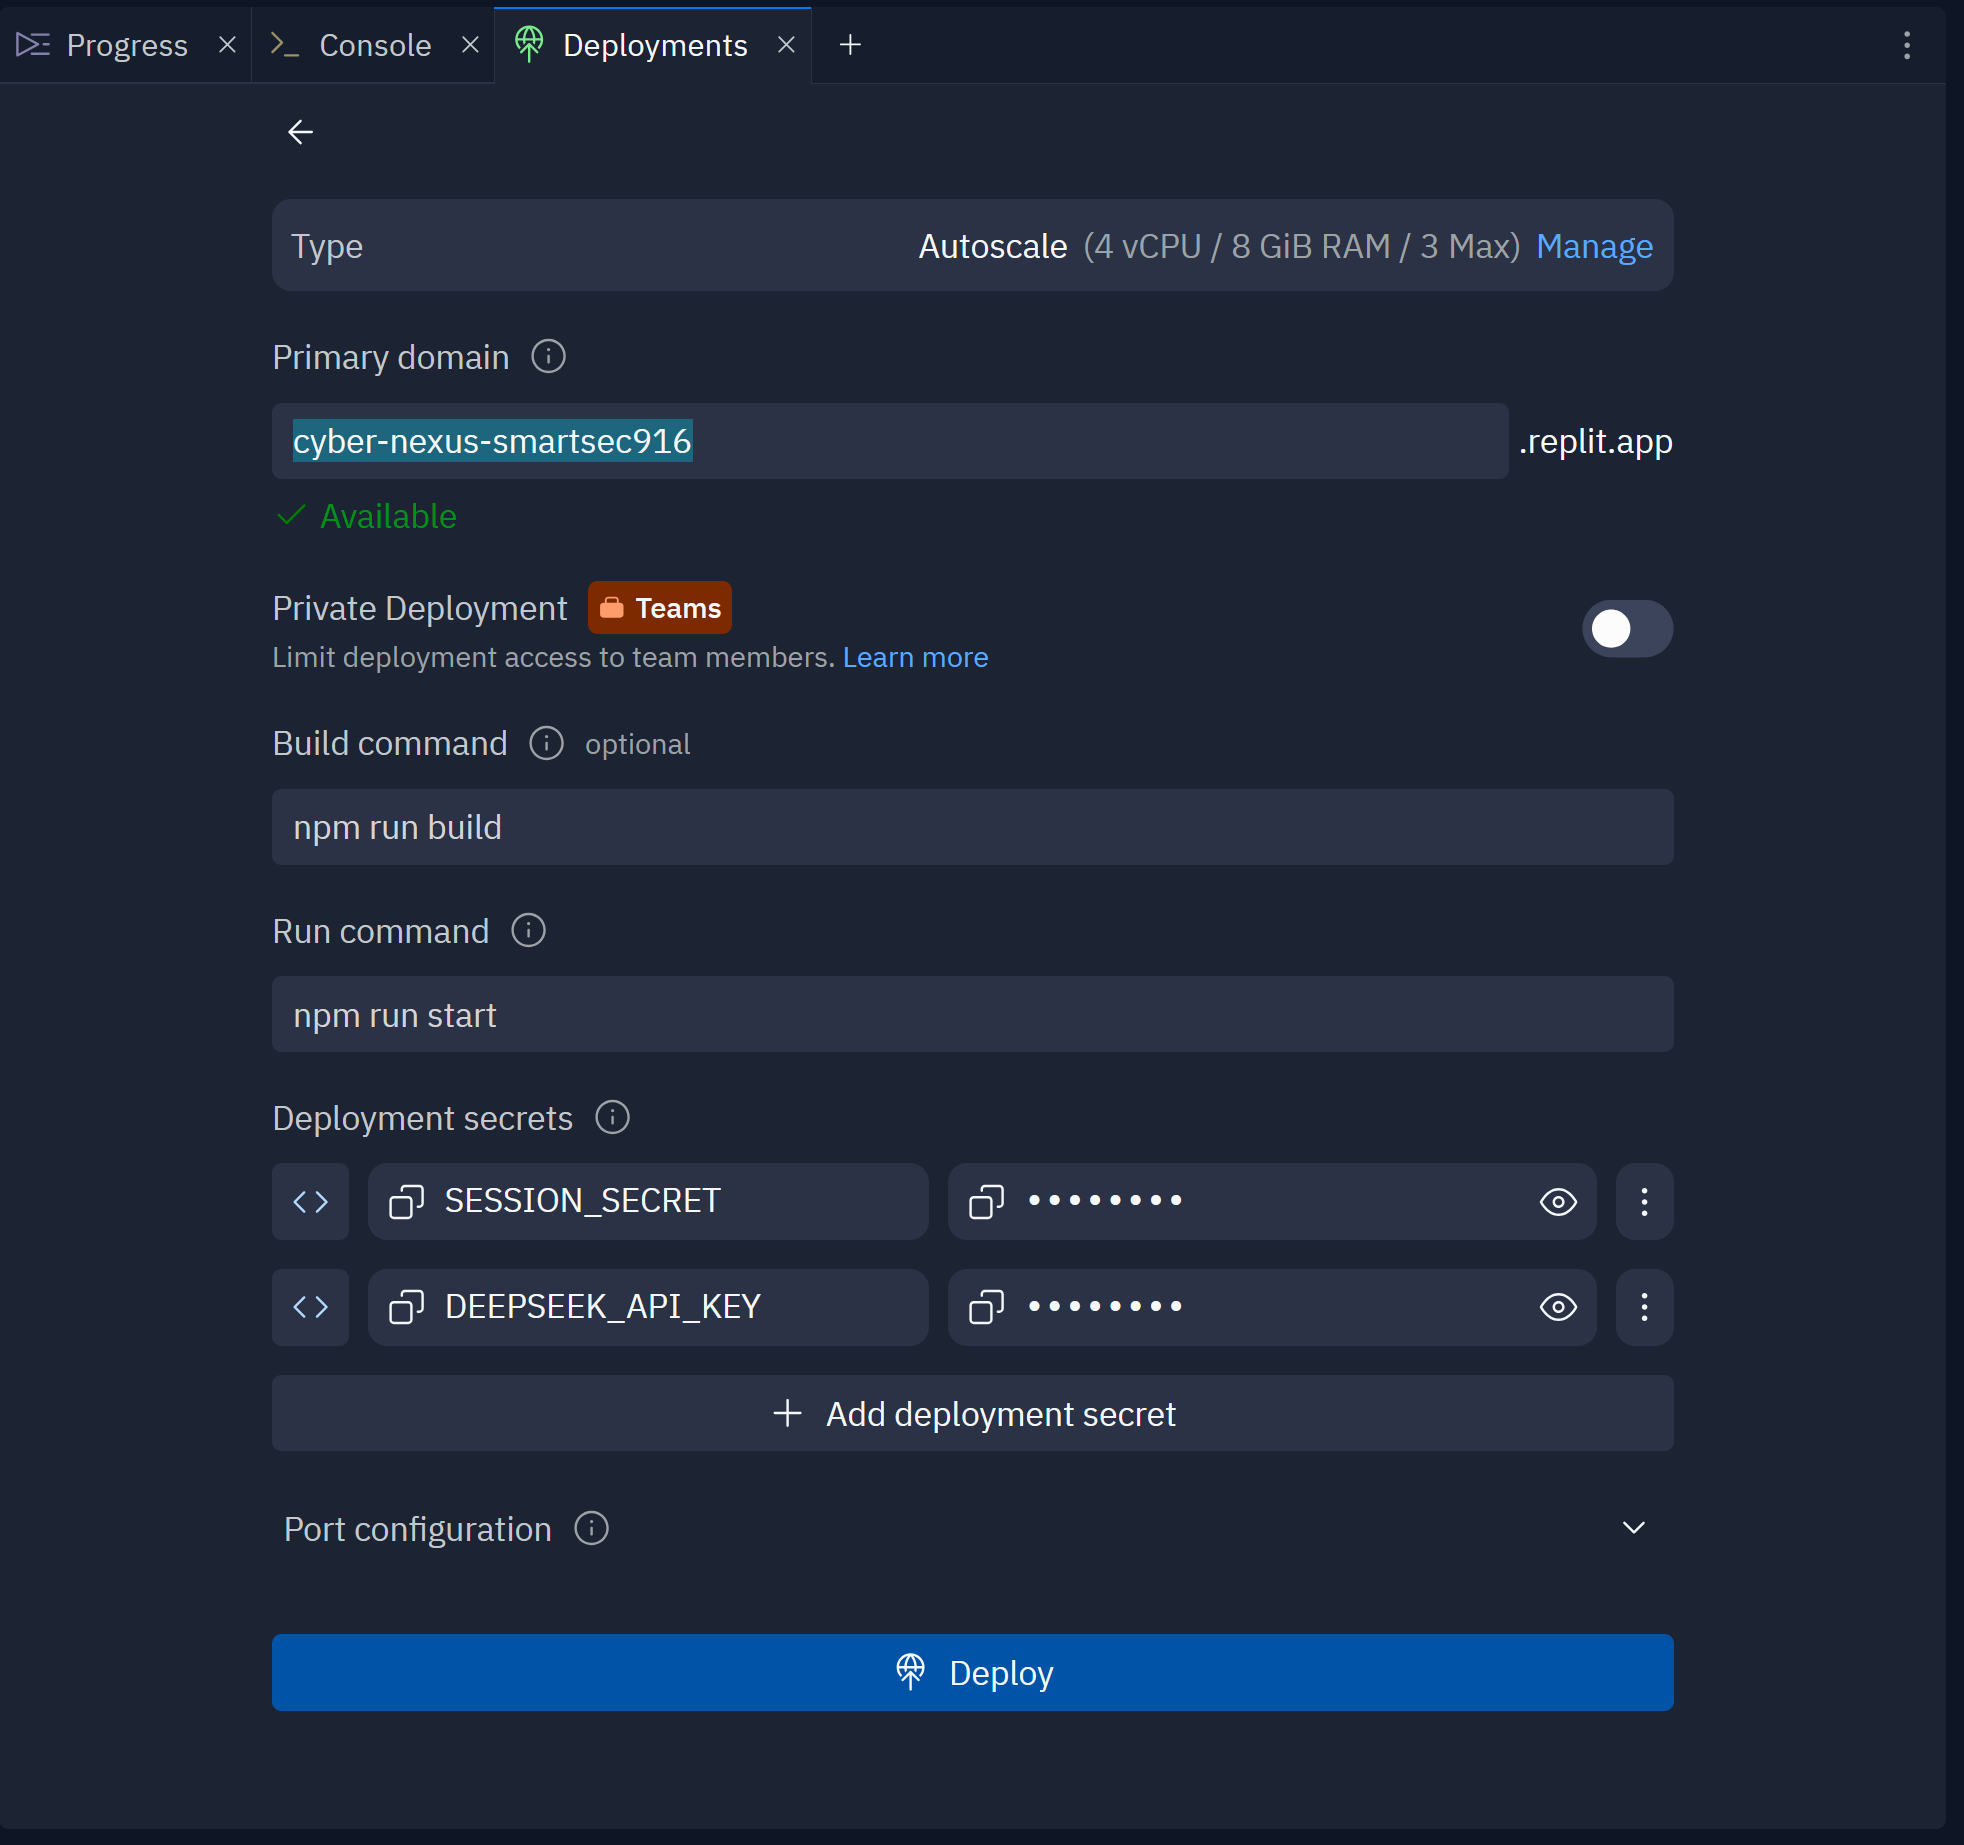 Progress Console Deployments
Type Autoscale (4 vCPU / 8 GiB RAM / 3 Max) Manage
Primary domain
cyber-nexus-smartsec916 .replit.app
Available
Private Deployment Teams
Limit deployment access to team members. Learn more
Build command optional
npm run build
Run command
npm run start
Deployment secrets
SESSION_SECRET ••••••••
DEEPSEEK_API_KEY ••••••••
Add deployment secret
Port configuration
Deploy